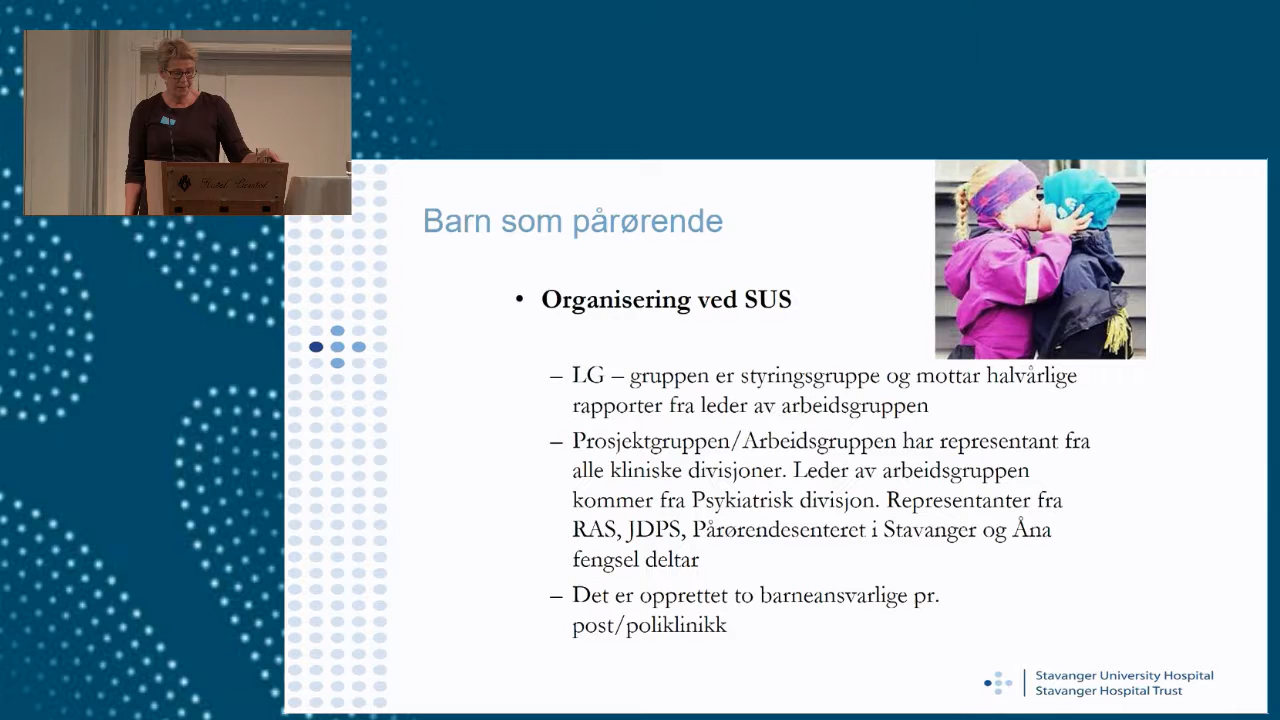 Barn som pårørende
• Organisering ved SUS
– LG – gruppen er styringsgruppe og mottar halvårlige
rapporter fra leder av arbeidsgruppen
– Prosjektgruppen/Arbeidsgruppen har representant fra
alle kliniske divisjoner. Leder av arbeidsgruppen
kommer fra Psykiatrisk divisjon. Representanter fra
RAS, JDPS, Pårørendesenteret i Stavanger og Åna
fengsel deltar
– Det er opprettet to barneansvarlige pr.
post/poliklinikk
Stavanger University Hospital
Stavanger Hospital Trust